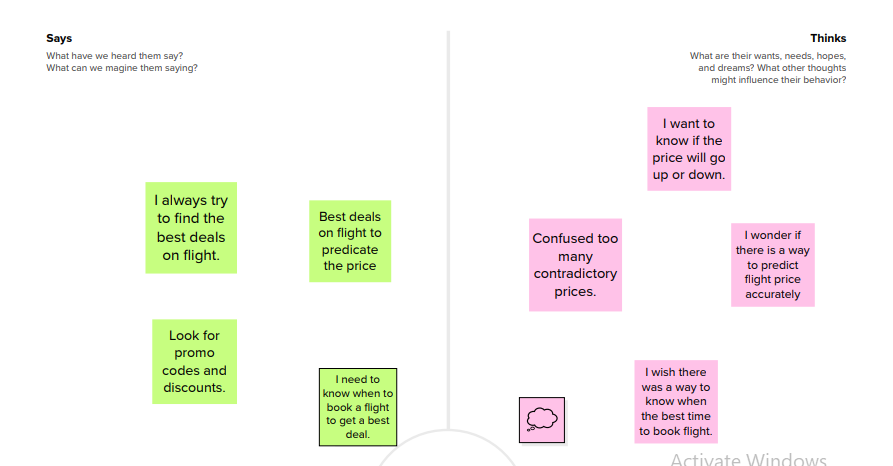 Says
What have we heard them say?
What can we magine them saying?
Thinks
What are their wants, needs, hopes,
and dreams? What other thoughts
might influence their behavior?
I always try
to find the
best deals
on flight.
Best deals
on flight to
predicate
the price
Look for
promo
codes and
discounts.
I need to
know when to
book a flight
to get a best
deal.
I want to
know if the
price will go
up or down.
Confused too
many
contradictory
prices.
I wonder if
there is a way
to predict
flight price
accurately
I wish there
was a way to
know when
the best time
to book flight.
Activate Windows